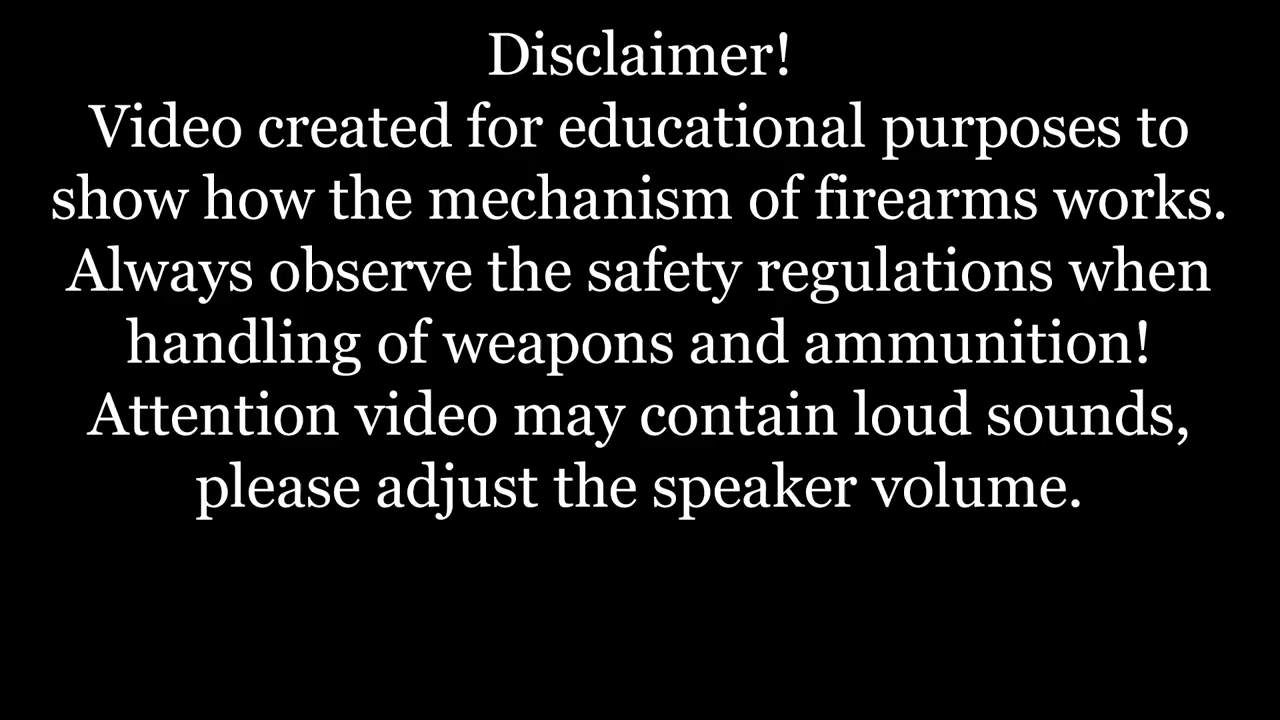 Disclaimer!
Video created for educational purposes to
show how the mechanism of firearms works.
Always observe the safety regulations when
handling of weapons and ammunition!
Attention video may contain loud sounds,
please adjust the speaker volume.